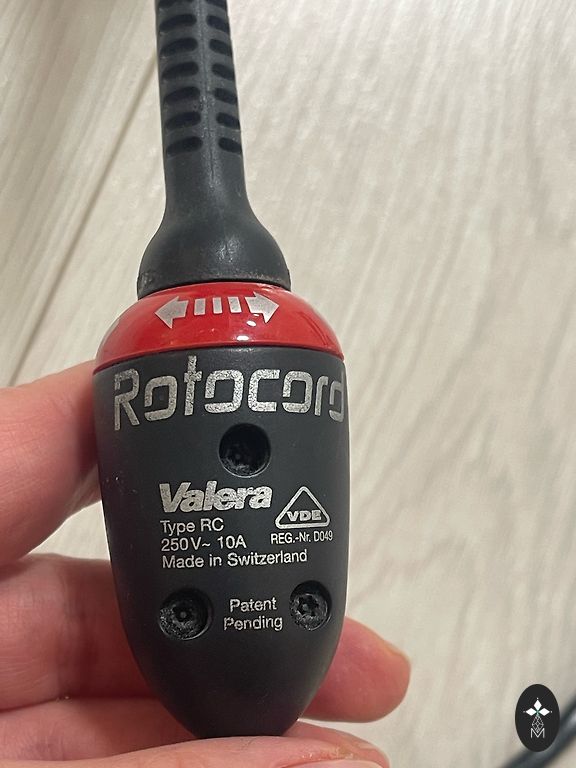 Rotocord
Valera
VDE
Type RC
REG.-Nr. D049
250V~ 10A
Made in Switzerland
Patent
Pending
M